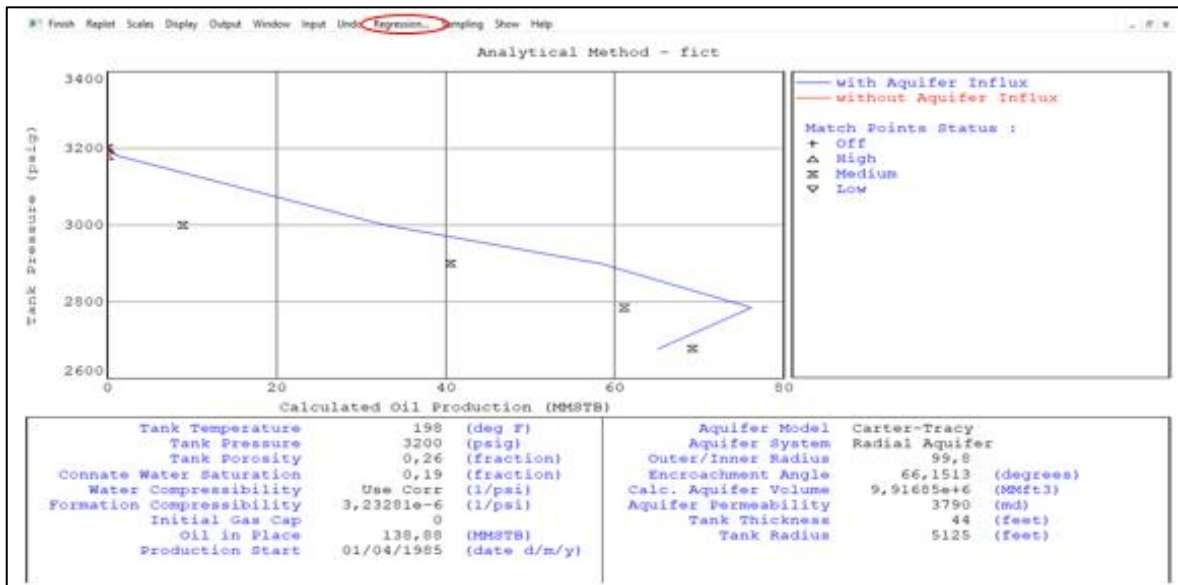 Finish Replot Scales Display Output Window Input Undo Regression... Sampling Show Help
Analytical Method - fict
3400
3200
3000
2800
2600
Tank Pressure (psig)
0 20 40 60 80
Calculated Oil Production (MMSTB)
with Aquifer Influx
without Aquifer Influx
Match Points Status :
+ Off
High
Medium
Low
Tank Temperature 198 (deg F)
Tank Pressure 3200 (psig)
Tank Porosity 0,26 (fraction)
Connate Water Saturation 0,19 (fraction)
Water Compressibility Use Corr (1/psi)
Formation Compressibility 3,23281e-6 (1/psi)
Initial Gas Cap 0
Oil in Place 138,88 (MMSTB)
Production Start 01/04/1985 (date d/m/y)
Aquifer Model Carter-Tracy
Aquifer System Radial Aquifer
Outer/Inner Radius 99,8
Encroachment Angle 66,1513 (degrees)
Calc. Aquifer Volume 9,91685e+6 (MMft3)
Aquifer Permeability 3790 (md)
Tank Thickness 44 (feet)
Tank Radius 5125 (feet)